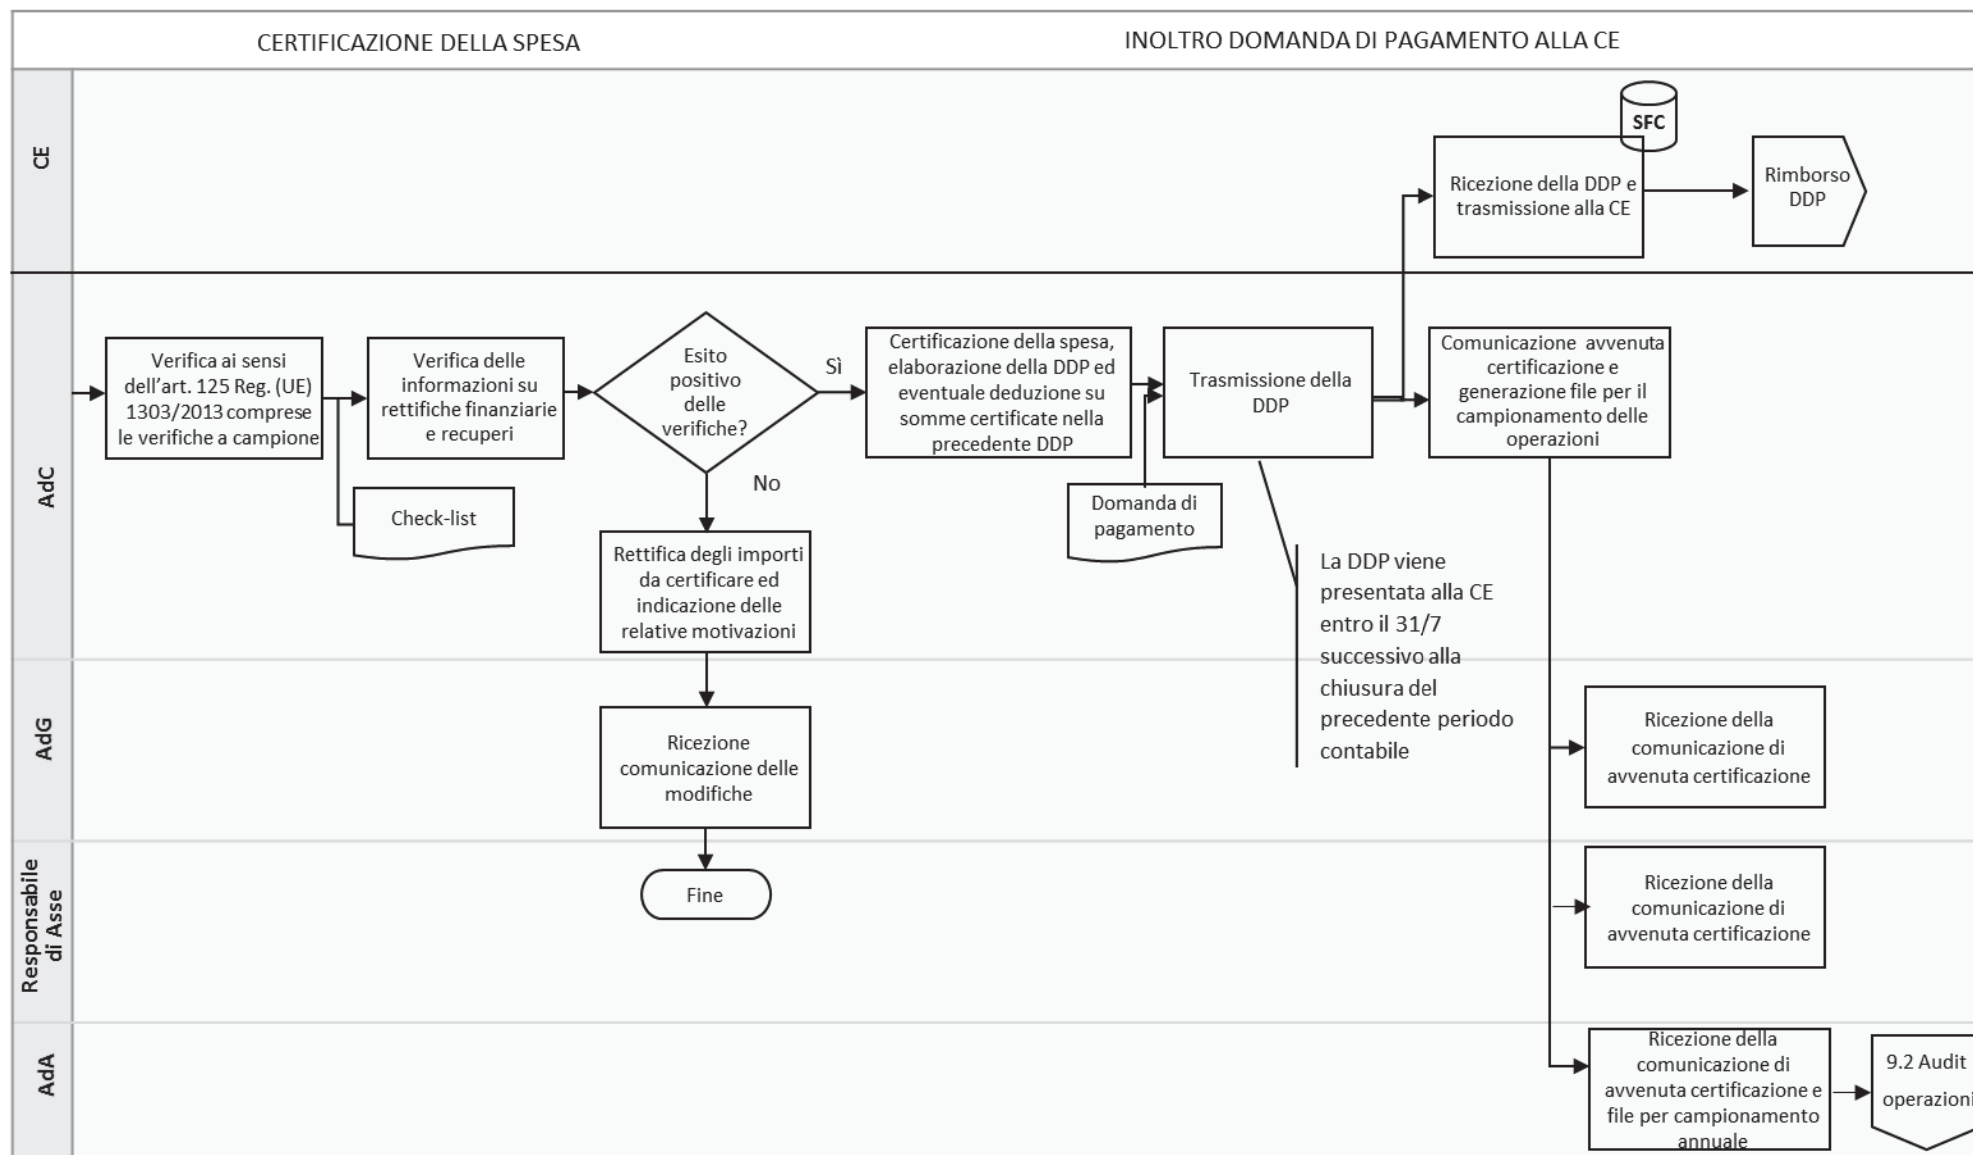 CERTIFICAZIONE DELLA SPESA
INOLTRO DOMANDA DI PAGAMENTO ALLA CE
CE
SFC
Ricezione della DDP e
trasmissione alla CE
Rimborso
DDP
AdC
Verifica ai sensi
dell'art. 125 Reg. (UE)
1303/2013 comprese
le verifiche a campione
Verifica delle
informazioni su
rettifiche finanziarie
e recuperi
Check-list
Esito
positivo
delle
verifiche?
Sì
No
Certificazione della spesa,
elaborazione della DDP ed
eventuale deduzione su
somme certificate nella
precedente DDP
Domanda di
pagamento
Trasmissione della
DDP
Comunicazione avvenuta
certificazione e
generazione file per il
campionamento delle
operazioni
Rettifica degli importi
da certificare ed
indicazione delle
relative motivazioni
La DDP viene
presentata alla CE
entro il 31/7
successivo alla
chiusura del
precedente periodo
contabile
AdG
Ricezione
comunicazione delle
modifiche
Ricezione della
comunicazione di
avvenuta certificazione
Responsabile
di Asse
Fine
Ricezione della
comunicazione di
avvenuta certificazione
AdA
Ricezione della
comunicazione di
avvenuta certificazione e
file per campionamento
annuale
9.2 Audit
operazioni